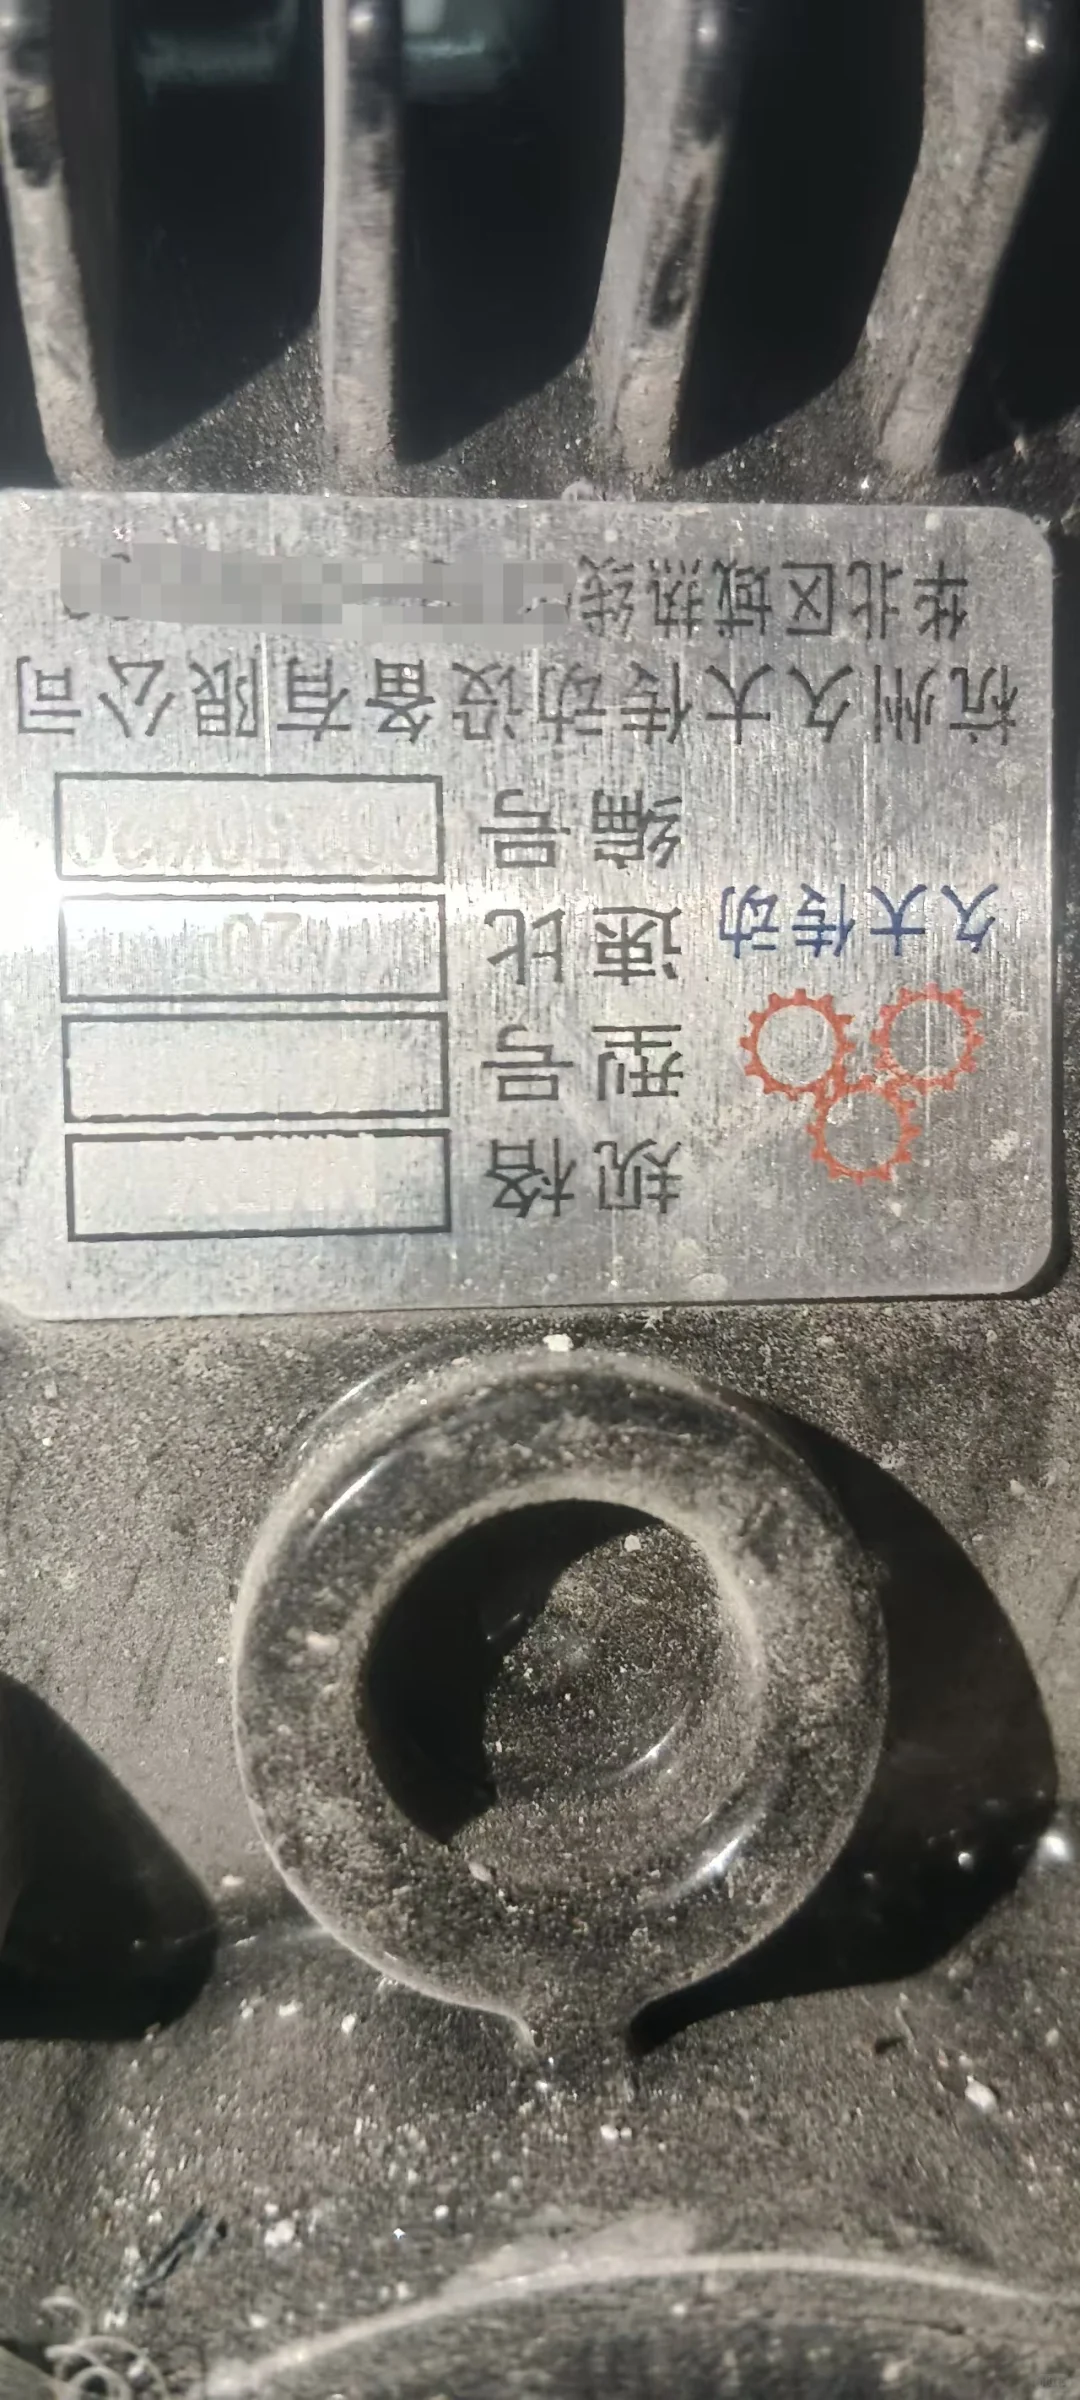 久大传动
规格
型号
速比 20
编号
杭州久大传动设备有限公司
华北区域热线